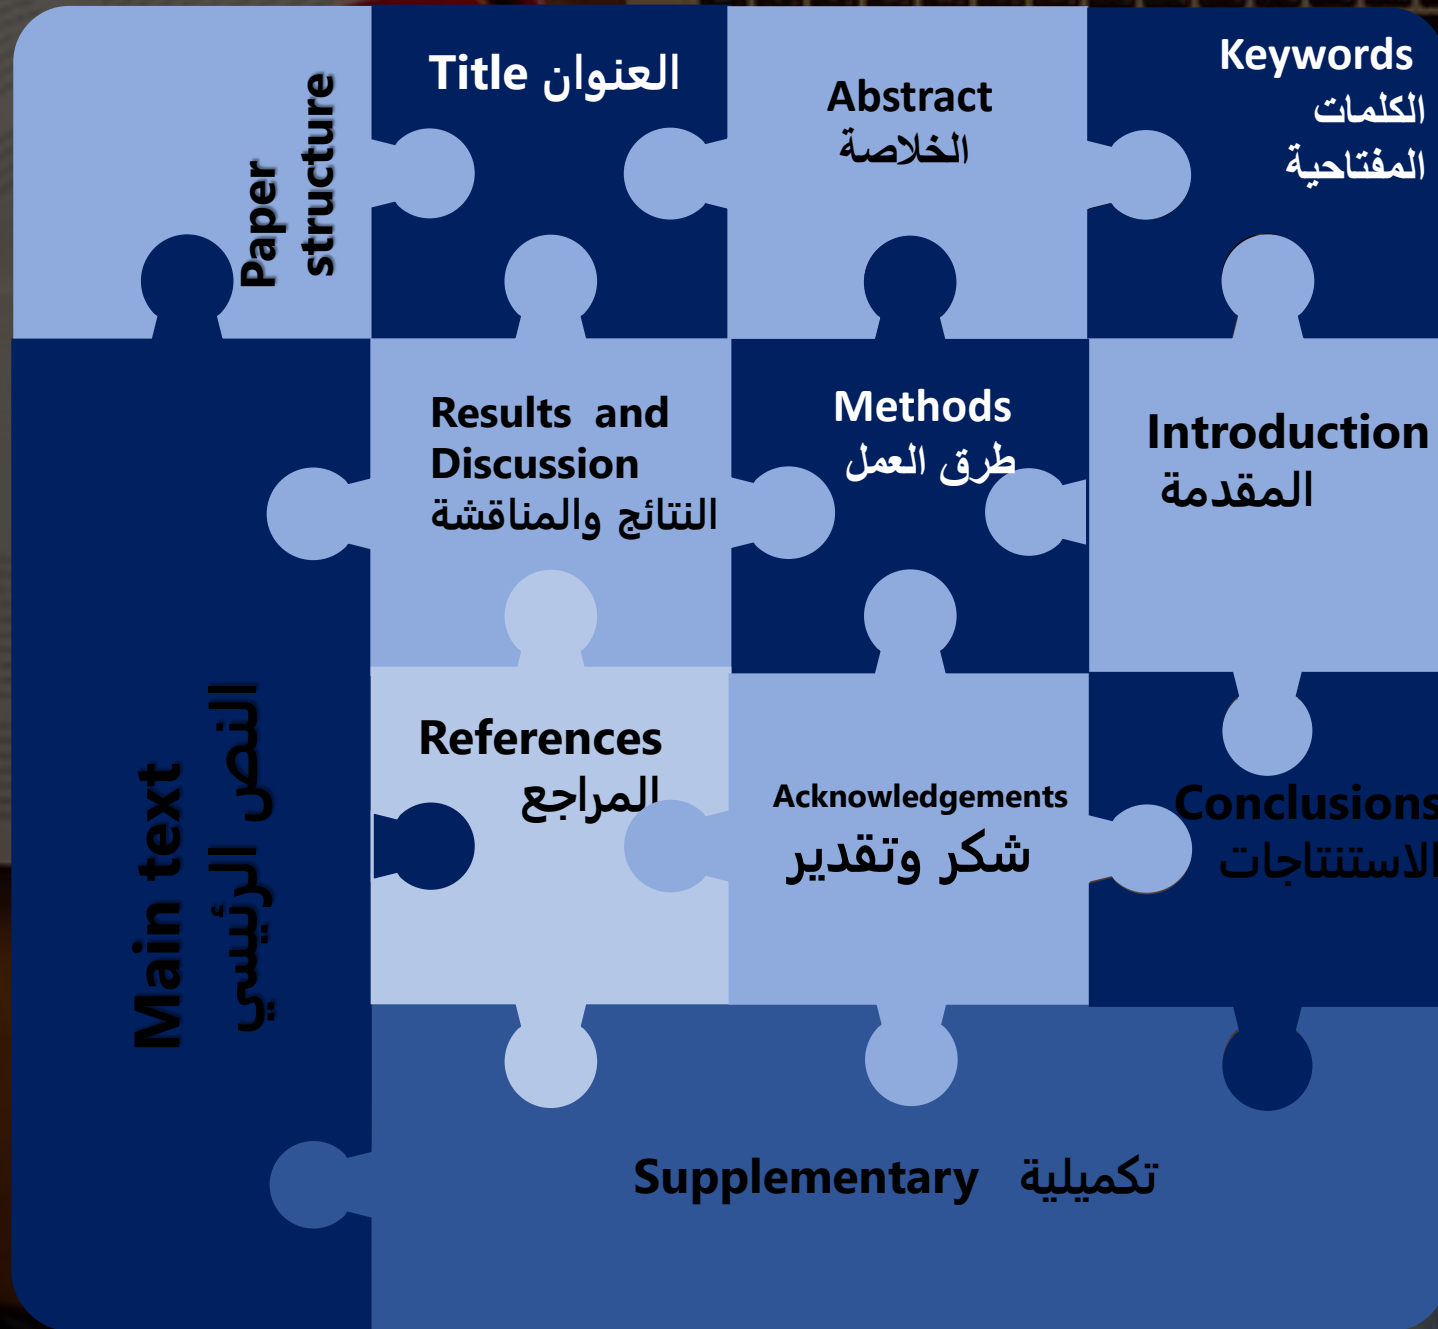 Paper
structure
Title العنوان
Abstract
الخلاصة
Keywords
الكلمات
المفتاحية
Main text
النص الرئيسي
Results and
Discussion
النتائج والمناقشة
Methods
طرق العمل
Introduction
المقدمة
References
المراجع
Acknowledgements
شكر وتقدير
Conclusions
الاستنتاجات
Supplementary تكميلية